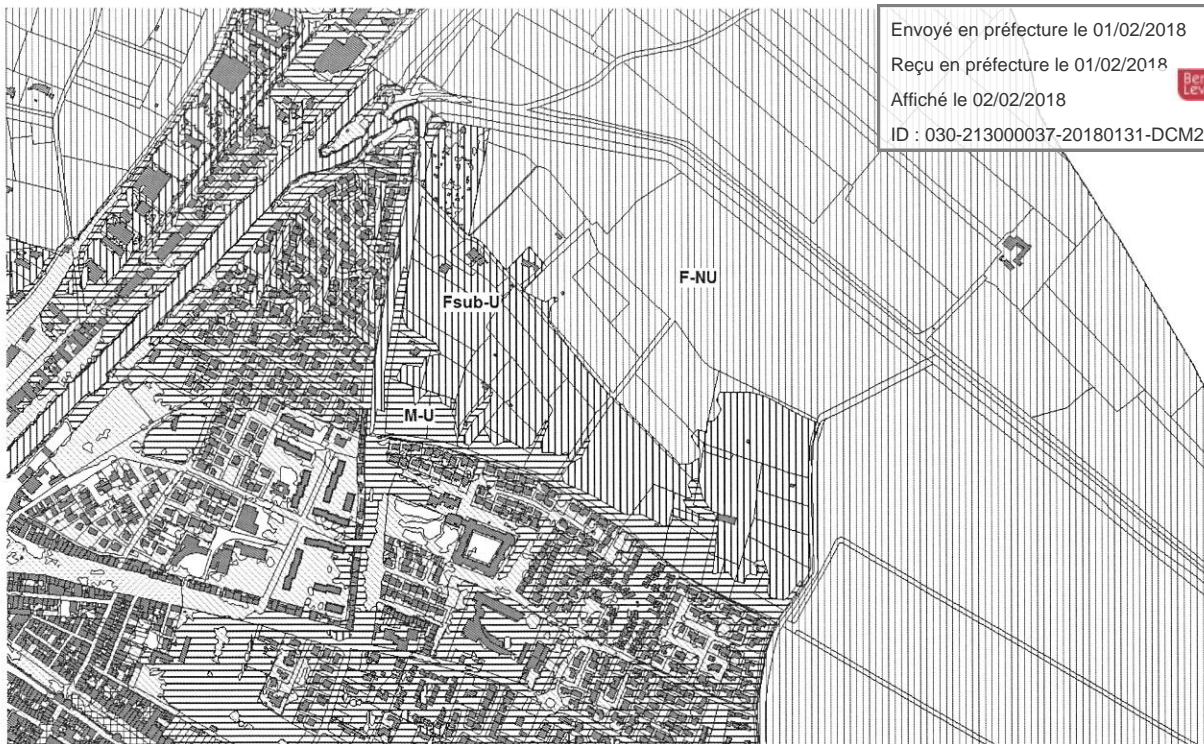 Envoyé en préfecture le 01/02/2018
Reçu en préfecture le 01/02/2018
Affiché le 02/02/2018
ID : 030-213000037-20180131-DCM2
Fsub-U
F-NU
M-U